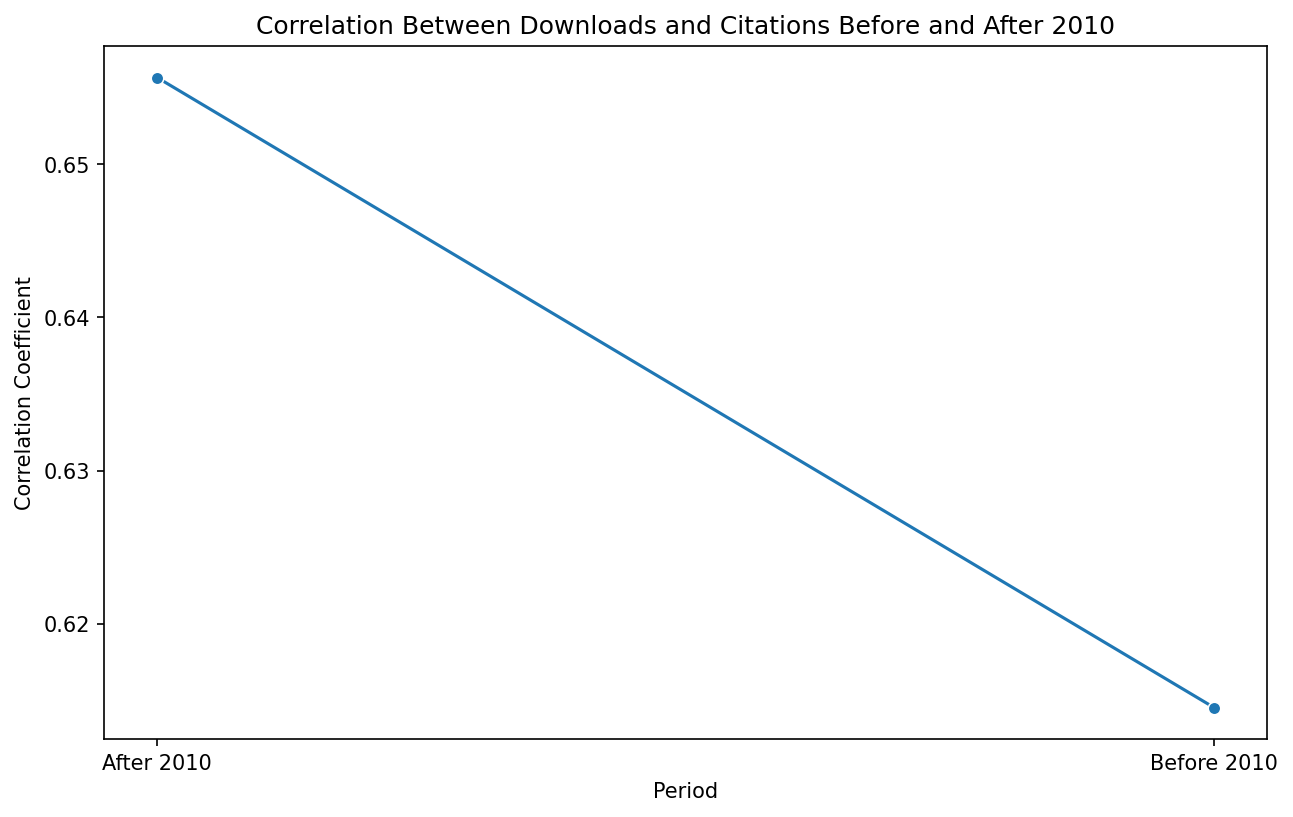 Correlation Between Downloads and Citations Before and After 2010
Correlation Coefficient
0.65
0.64
0.63
0.62
After 2010
Before 2010
Period